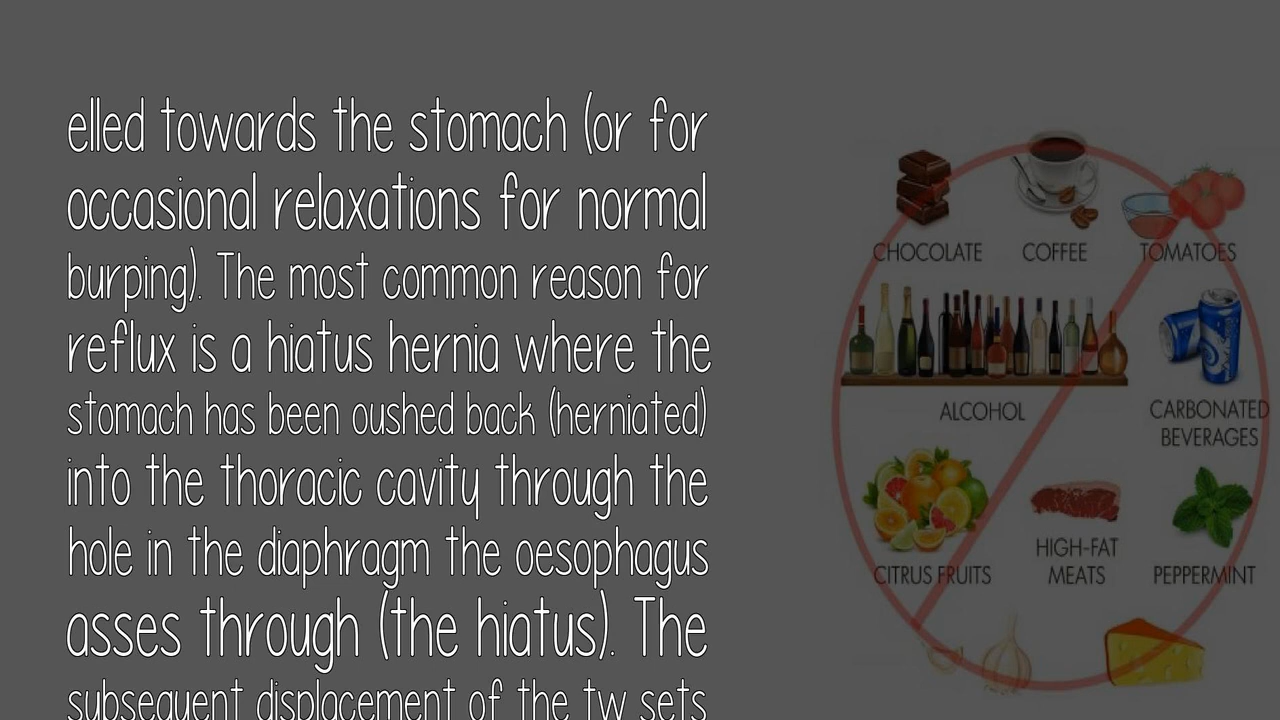 elled towards the stomach (or for
occasional relaxations for normal
burping). The most common reason for
reflux is a hiatus hernia where the
stomach has been oushed back (herniated)
into the thoracic cavity through the
hole in the diaphragm the oesophagus
asses through (the hiatus). The
subsequent displacement of the tw sets
CHOCOLATE
COFFEE
TOMATOES
ALCOHOL
CARBONATED
BEVERAGES
CITRUS FRUITS
HIGH-FAT
MEATS
PEPPERMINT